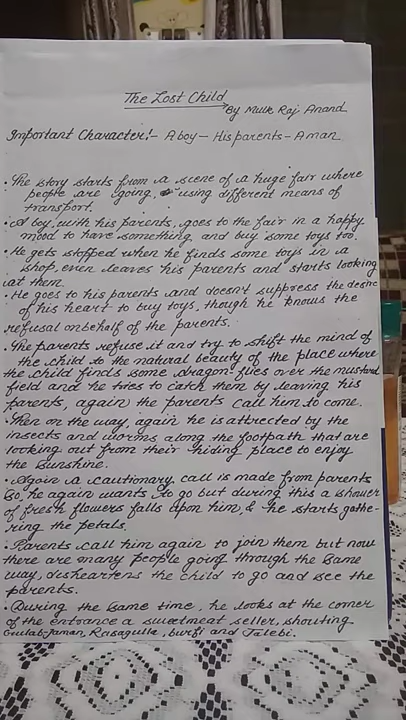 The Lost Child
By Mulk Raj Anand
Important Character:- A boy - His parents - A man
• The story starts from a scene of a huge fair where
people are going, using different means of
transport.
• A boy, with his parents, goes to the fair in a happy
mood to have something, and buy some toys too.
• He gets stopped when he finds some toys in a
shop, even leaves his parents and starts looking
at them.
• He goes to his parents and doesn't suppress the desire
of his heart to buy toys, though he knows the
refusal onbehalf of the parents.
• The parents refuse it and try to shift the mind of
the child to the natural beauty of the place where
the child finds some dragon flies over the mustard
field and he tries to catch them by leaving his
parents, again the parents call him to come.
• Then on the way, again he is attrected by the
insects and worms along the footpath that are
looking out from their hiding place to enjoy
the Sunshine.
• Again a cautionary call is made from parents
So, he again wants to go but during this a shower
of fresh flowers falls upon him, & he starts gathe-
ring the petals.
• Parents call him again to join them but now
there are many people going through the same
way, disheartens the child to go and see the
parents.
• During the same time, he looks at the corner
of the entrance a sweetmeat seller, shouting
Gulab-Jaman, Rasagulla, burfi and Jalebi.